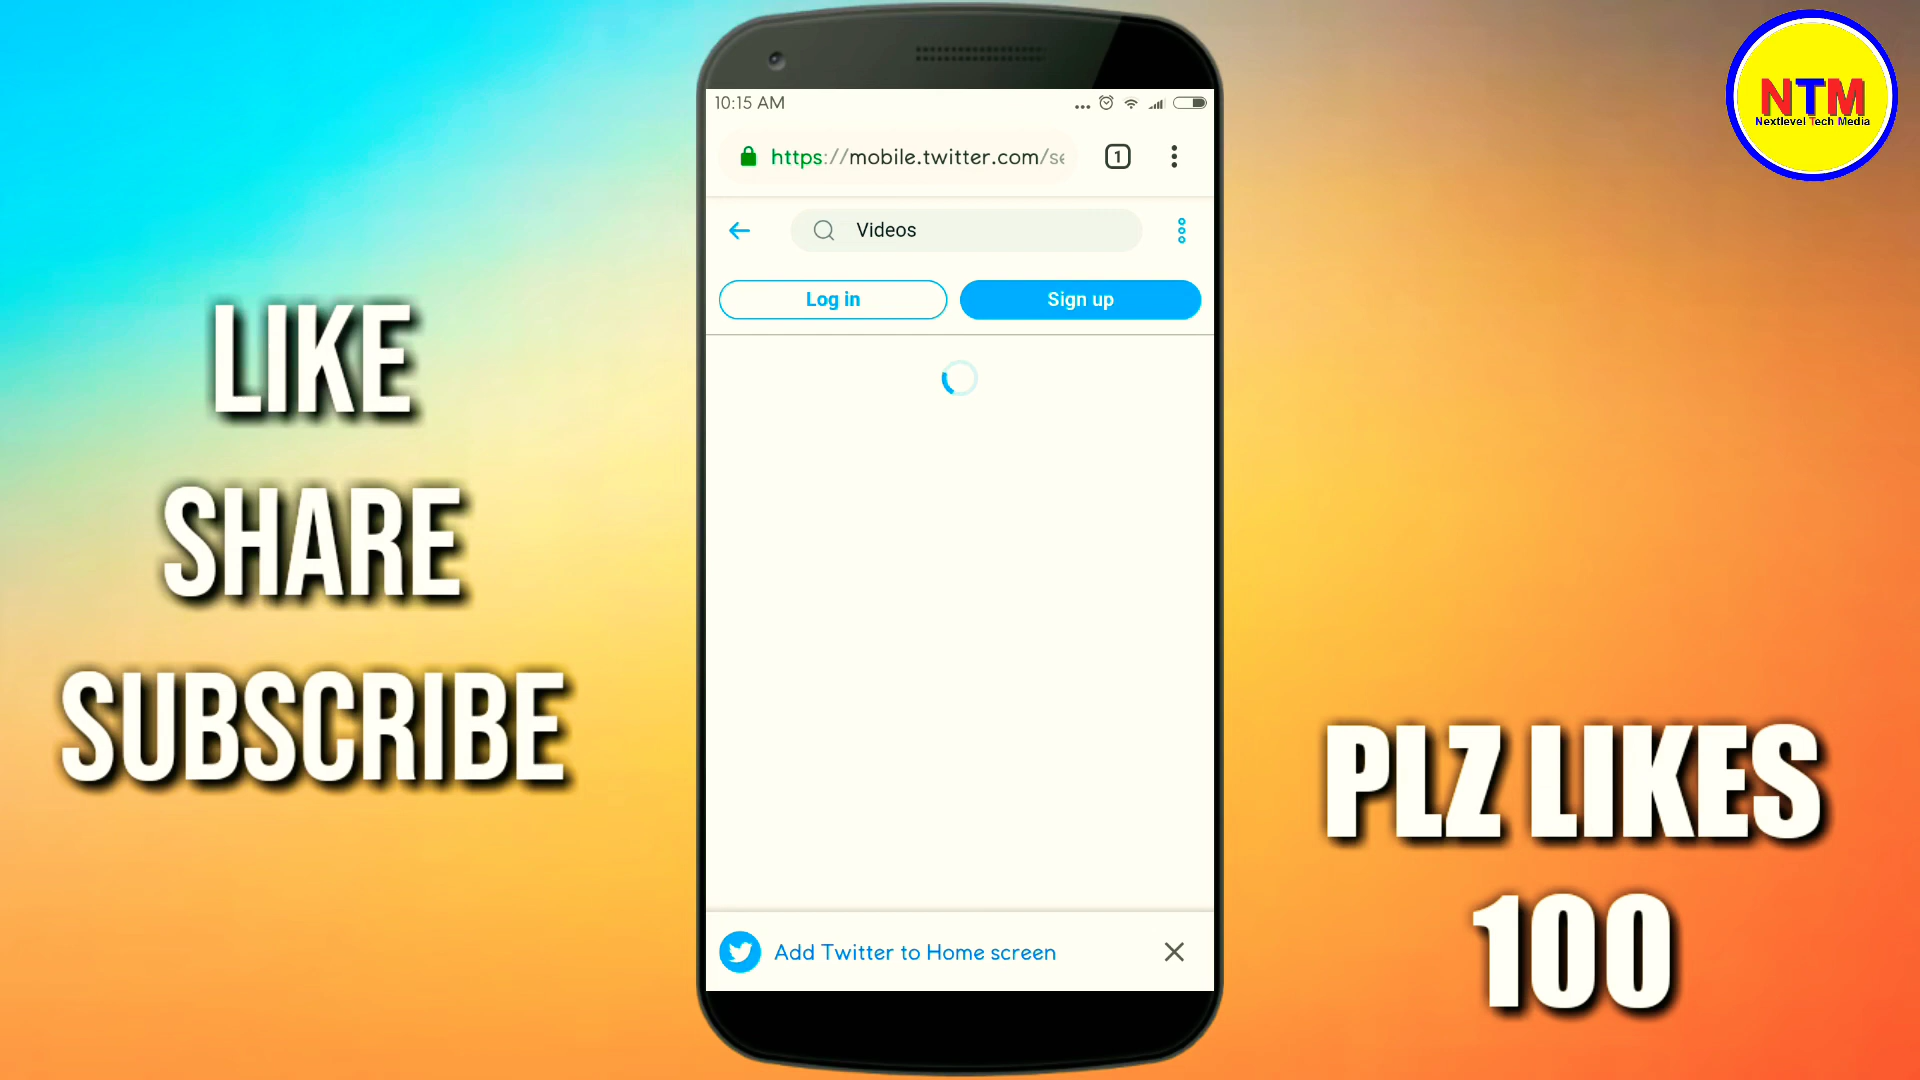 10:15 AM
https://mobile.twitter.com/se
1
Videos
Log in
Sign up
Add Twitter to Home screen
LIKE
SHARE
SUBSCRIBE
NTM
Nextlevel Tech Media
PLZ LIKES
100